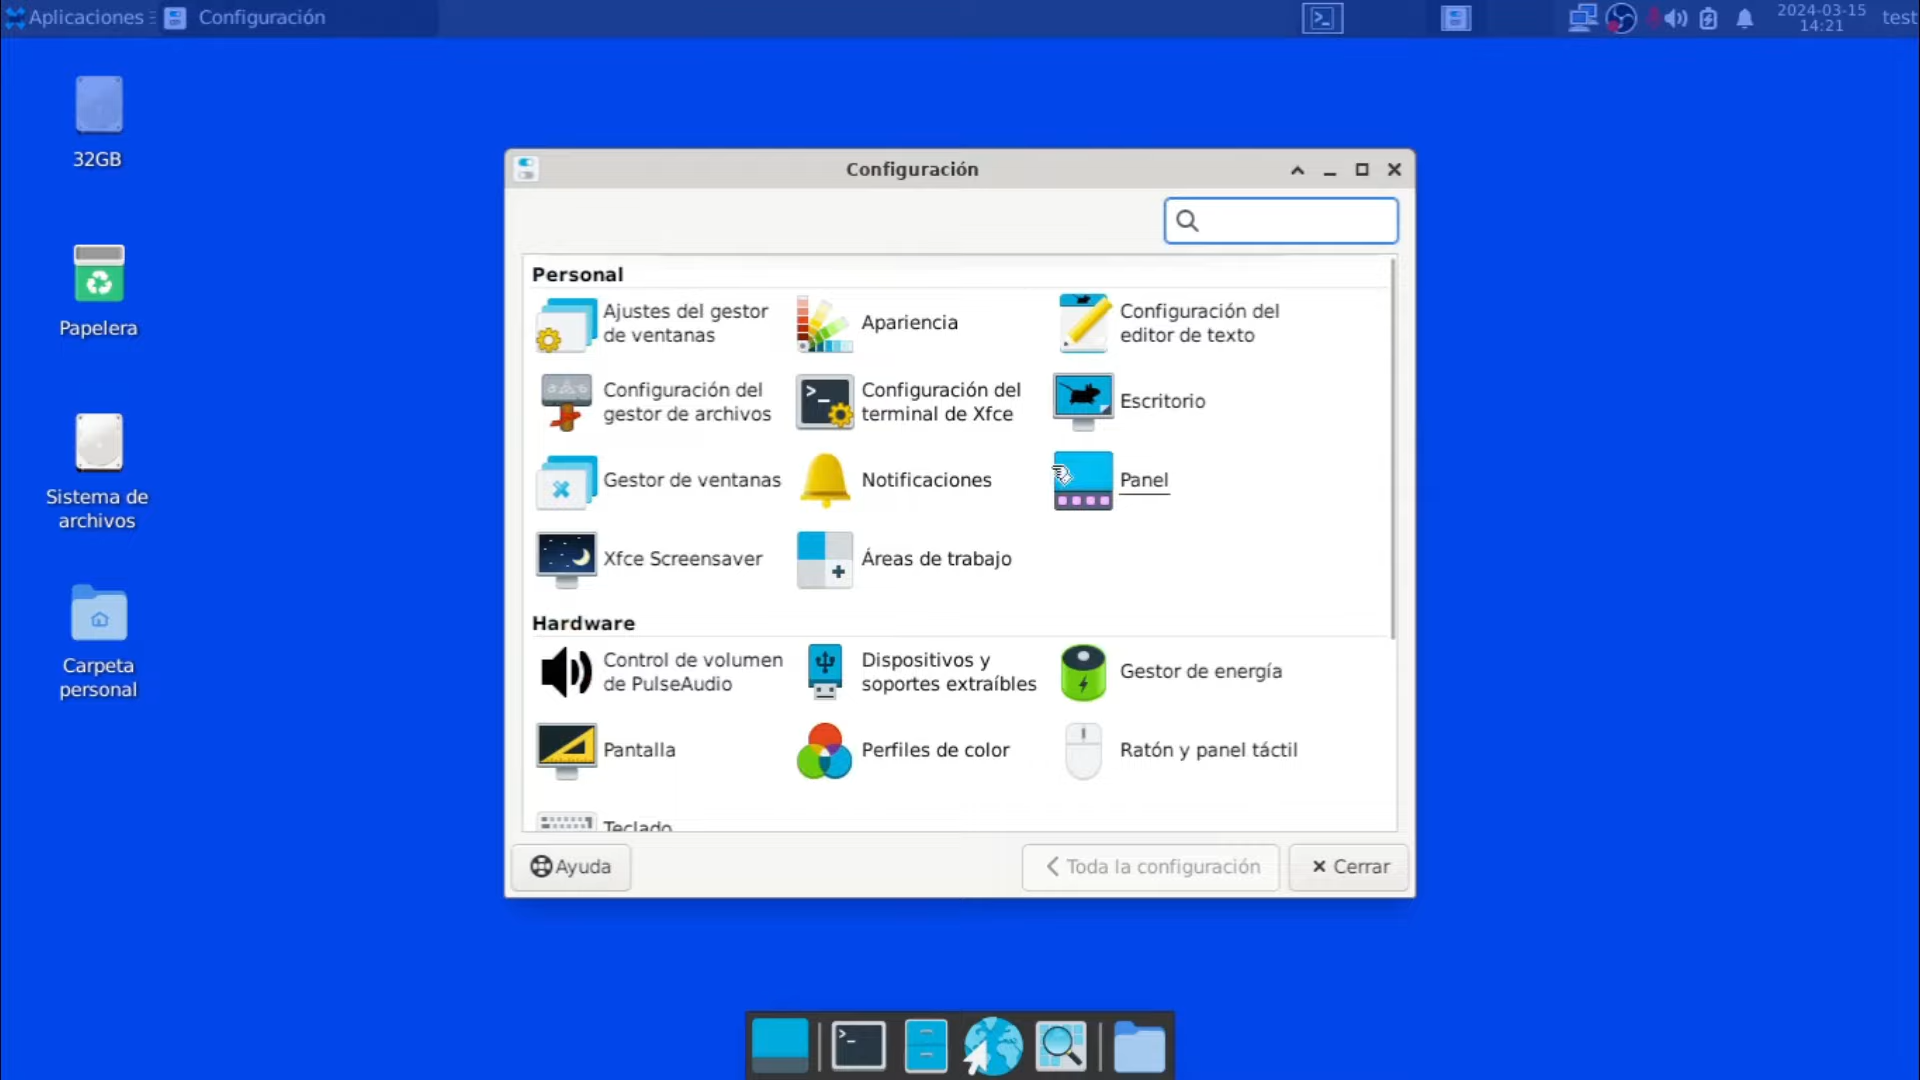 Aplicaciones
Configuración
2024-03-15
14:21
test
32GB
Papelera
Sistema de
archivos
Carpeta
personal
Configuración
Personal
Ajustes del gestor
de ventanas
Apariencia
Configuración del
editor de texto
Configuración del
gestor de archivos
Configuración del
terminal de Xfce
Escritorio
Gestor de ventanas
Notificaciones
Panel
Xfce Screensaver
Áreas de trabajo
Hardware
Control de volumen
de PulseAudio
Dispositivos y
soportes extraíbles
Gestor de energía
Pantalla
Perfiles de color
Ratón y panel táctil
Teclado
Ayuda
Toda la configuración
Cerrar